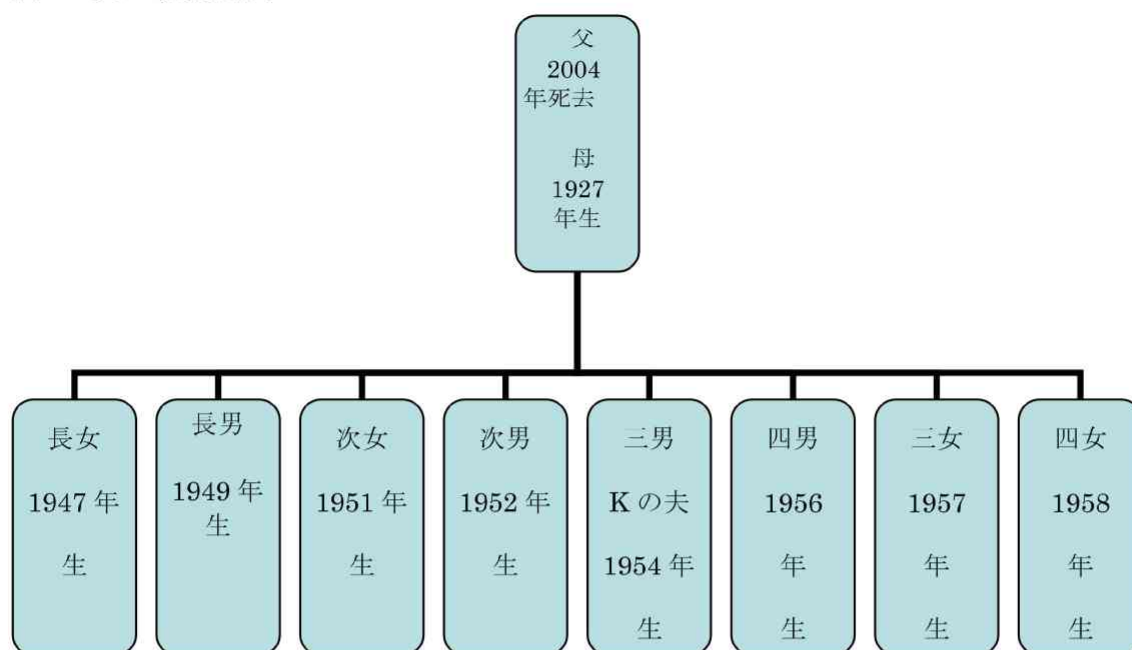 父
2004
年死去
母
1927
年生
長女
1947 年
生
長男
1949 年
生
次女
1951 年
生
次男
1952 年
生
三男
K の夫
1954 年
生
四男
1956
年
生
三女
1957
年
生
四女
1958
年
生